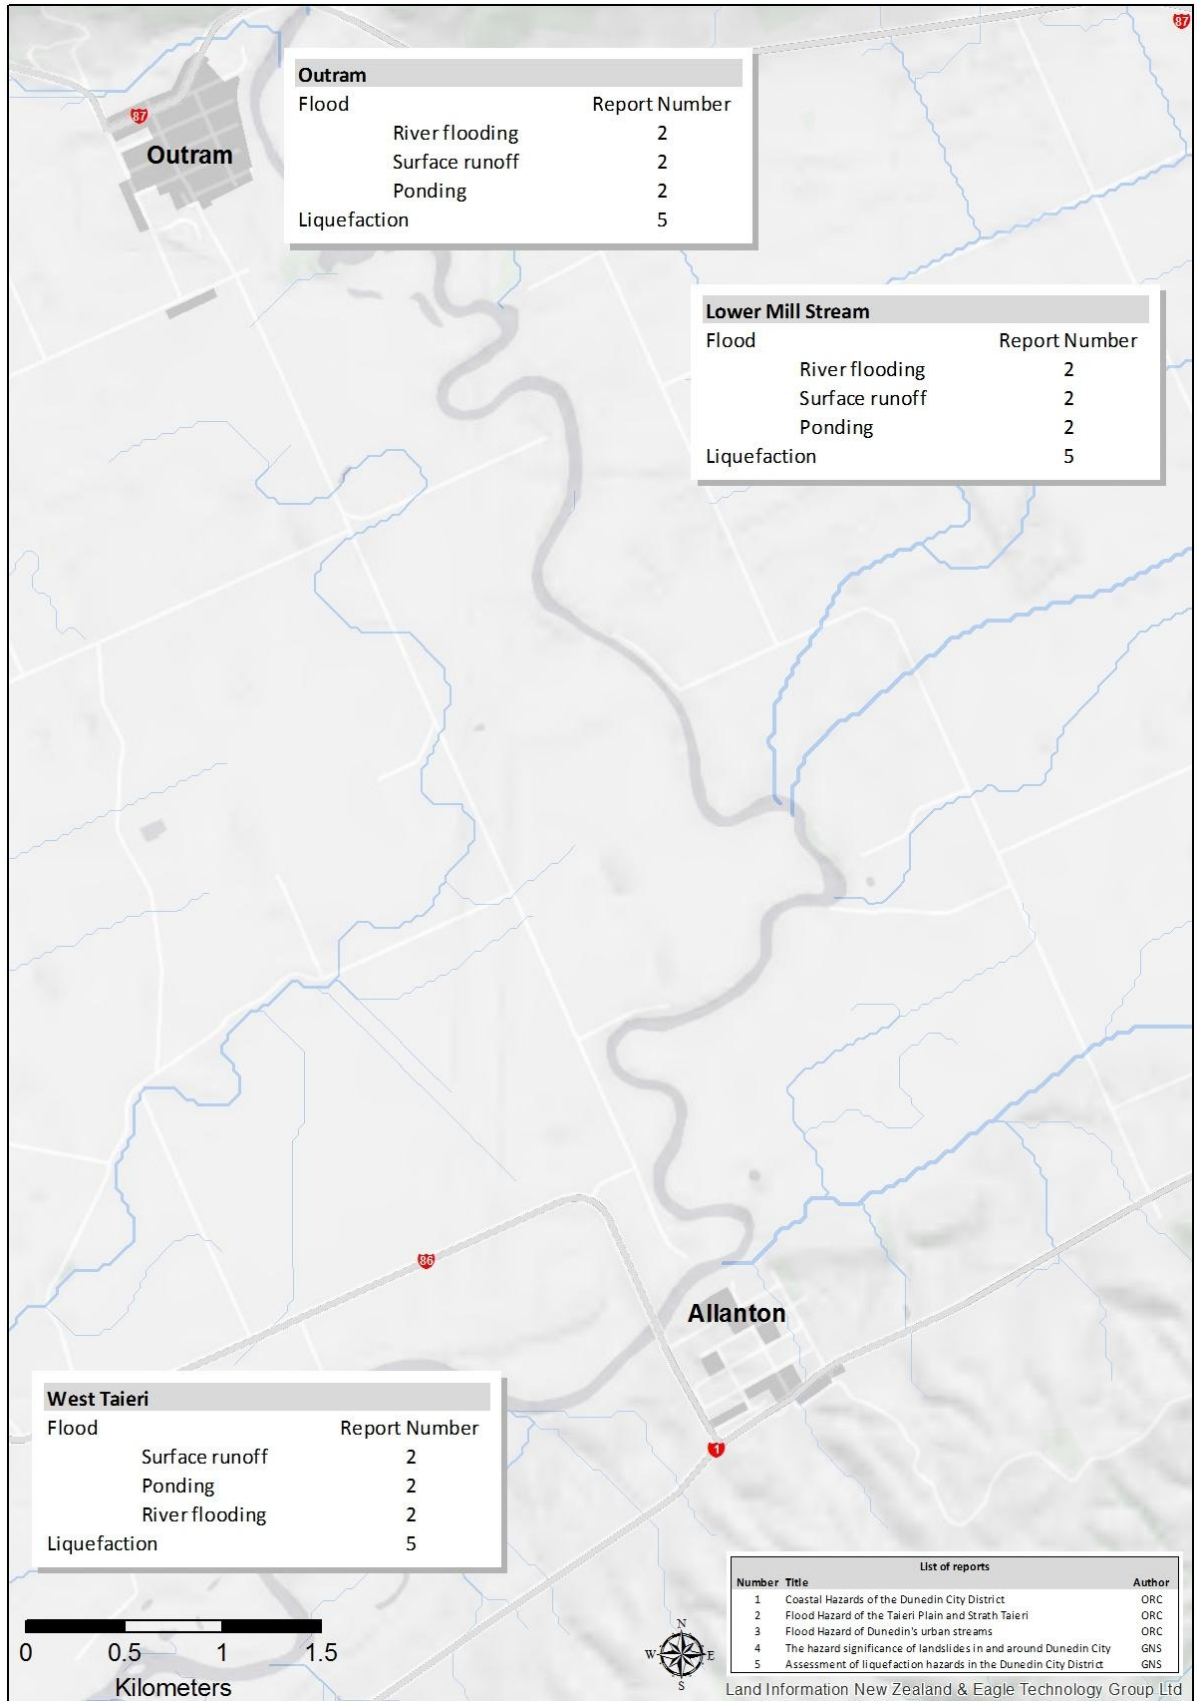 87
Outram
Flood Report Number
River flooding 2
Surface runoff 2
Ponding 2
Liquefaction 5
87
Outram
Lower Mill Stream
Flood Report Number
River flooding 2
Surface runoff 2
Ponding 2
Liquefaction 5
86
Allanton
1
West Taieri
Flood Report Number
Surface runoff 2
Ponding 2
River flooding 2
Liquefaction 5
List of reports
Number Title Author
1 Coastal Hazards of the Dunedin City District ORC
2 Flood Hazard of the Taieri Plain and Strath Taieri ORC
3 Flood Hazard of Dunedin's urban streams ORC
4 The hazard significance of landslides in and around Dunedin City GNS
5 Assessment of liquefaction hazards in the Dunedin City District GNS
0 0.5 1 1.5
Kilometers
N
W E
S
Land Information New Zealand & Eagle Technology Group Ltd